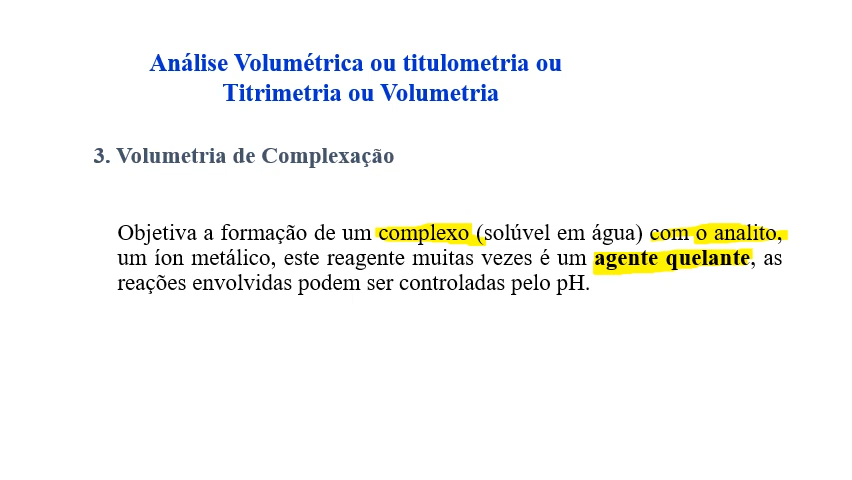 Análise Volumétrica ou titulometria ou
Titrimetria ou Volumetria
3. Volumetria de Complexação
Objetiva a formação de um complexo (solúvel em água) com o analito,
um íon metálico, este reagente muitas vezes é um agente quelante, as
reações envolvidas podem ser controladas pelo pH.